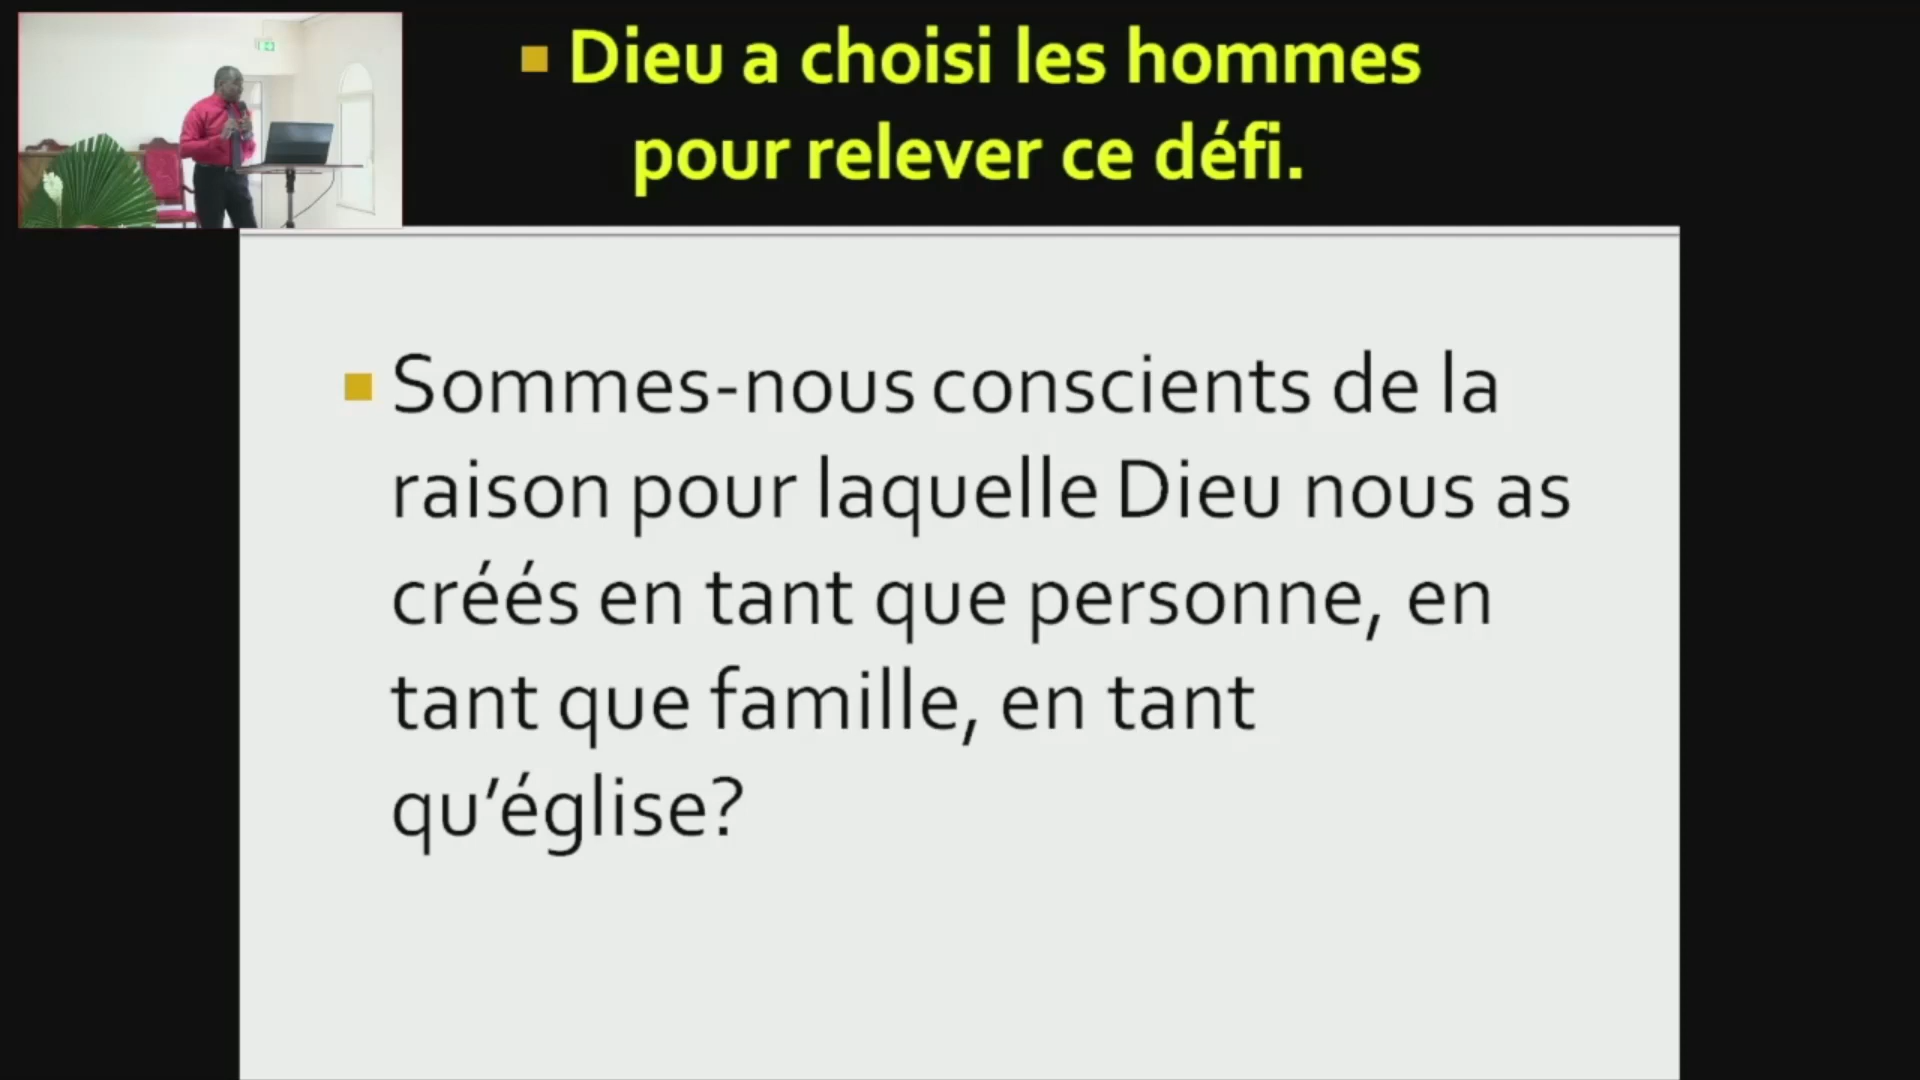 Dieu a choisi les hommes
pour relever ce défi.
Sommes-nous conscients de la
raison pour laquelle Dieu nous as
créés en tant que personne, en
tant que famille, en tant
qu’église?